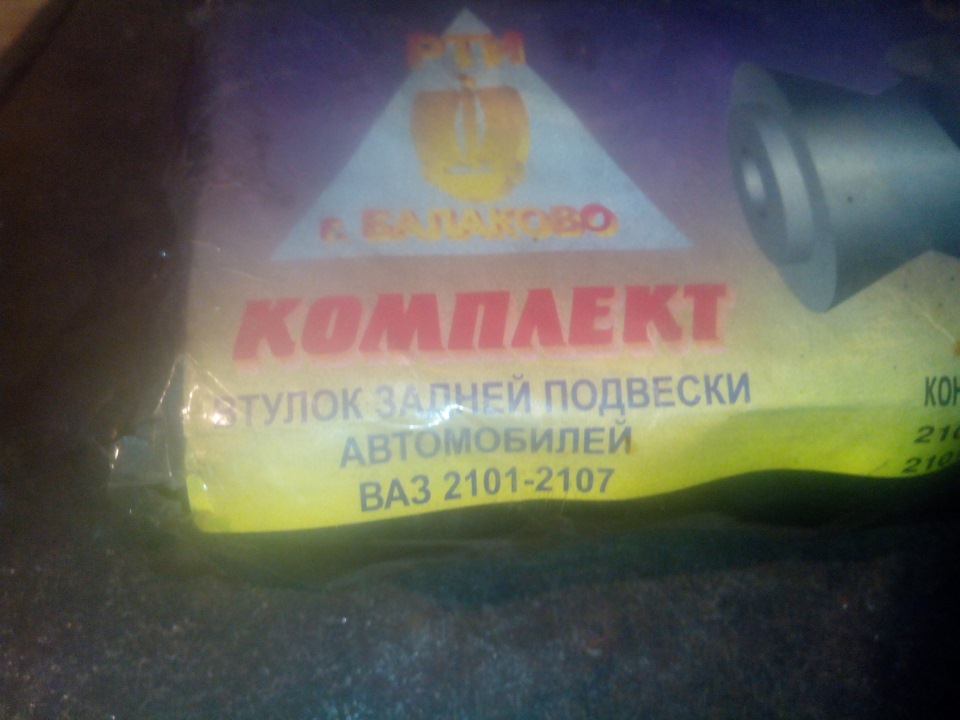 РТИ
г. БАЛАКОВО
КОМПЛЕКТ
ВТУЛОК ЗАДНЕЙ ПОДВЕСКИ
АВТОМОБИЛЕЙ
ВАЗ 2101-2107